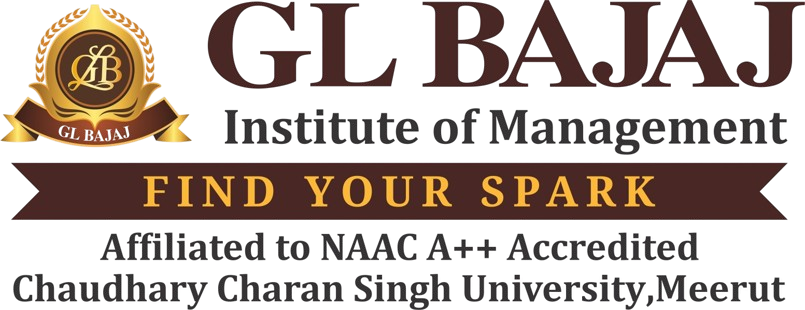 GLB
GL BAJAJ
GL BAJAJ
Institute of Management
FIND YOUR SPARK
Affiliated to NAAC A++ Accredited
Chaudhary Charan Singh University,Meerut